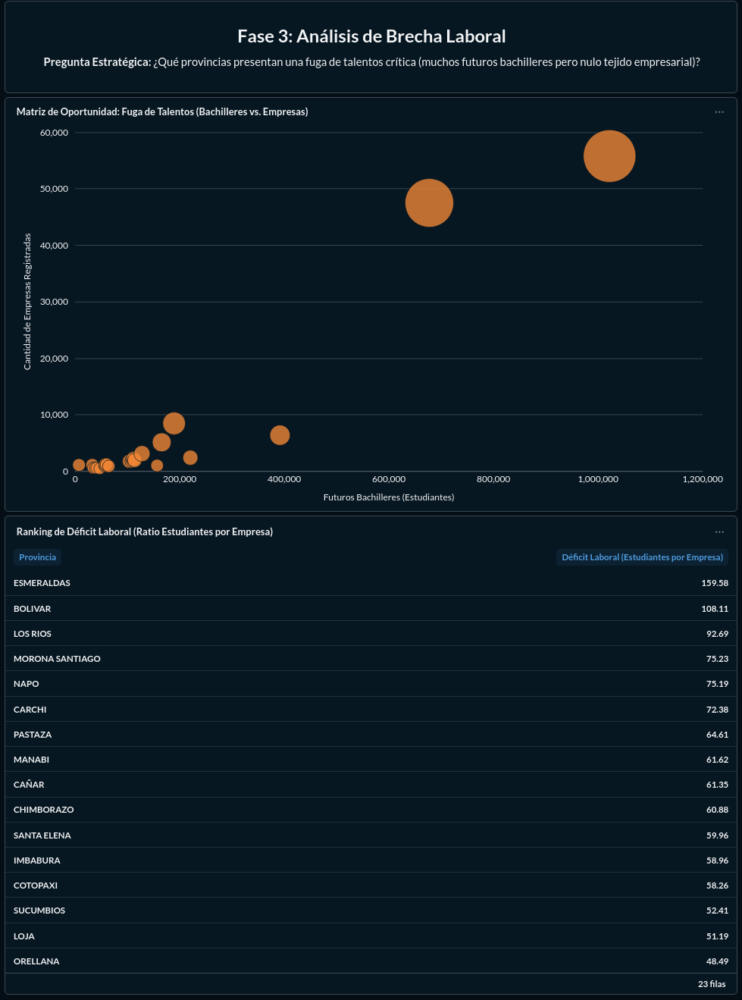 Fase 3: Análisis de Brecha Laboral
Pregunta Estratégica: ¿Qué provincias presentan una fuga de talentos crítica (muchos futuros bachilleres pero nulo tejido empresarial)?
Matriz de Oportunidad: Fuga de Talentos (Bachilleres vs. Empresas)
60,000
50,000
40,000
30,000
20,000
10,000
0
Cantidad de Empresas Registradas
0 200,000 400,000 600,000 800,000 1,000,000 1,200,000
Futuros Bachilleres (Estudiantes)
Ranking de Déficit Laboral (Ratio Estudiantes por Empresa)
Provincia Déficit Laboral (Estudiantes por Empresa)
ESMERALDAS 159.58
BOLIVAR 108.11
LOS RIOS 92.69
MORONA SANTIAGO 75.23
NAPO 75.19
CARCHI 72.38
PASTAZA 64.61
MANABI 61.62
CAÑAR 61.35
CHIMBORAZO 60.88
SANTA ELENA 59.96
IMBABURA 58.96
COTOPAXI 58.26
SUCUMBIOS 52.41
LOJA 51.19
ORELLANA 48.49
23 filas